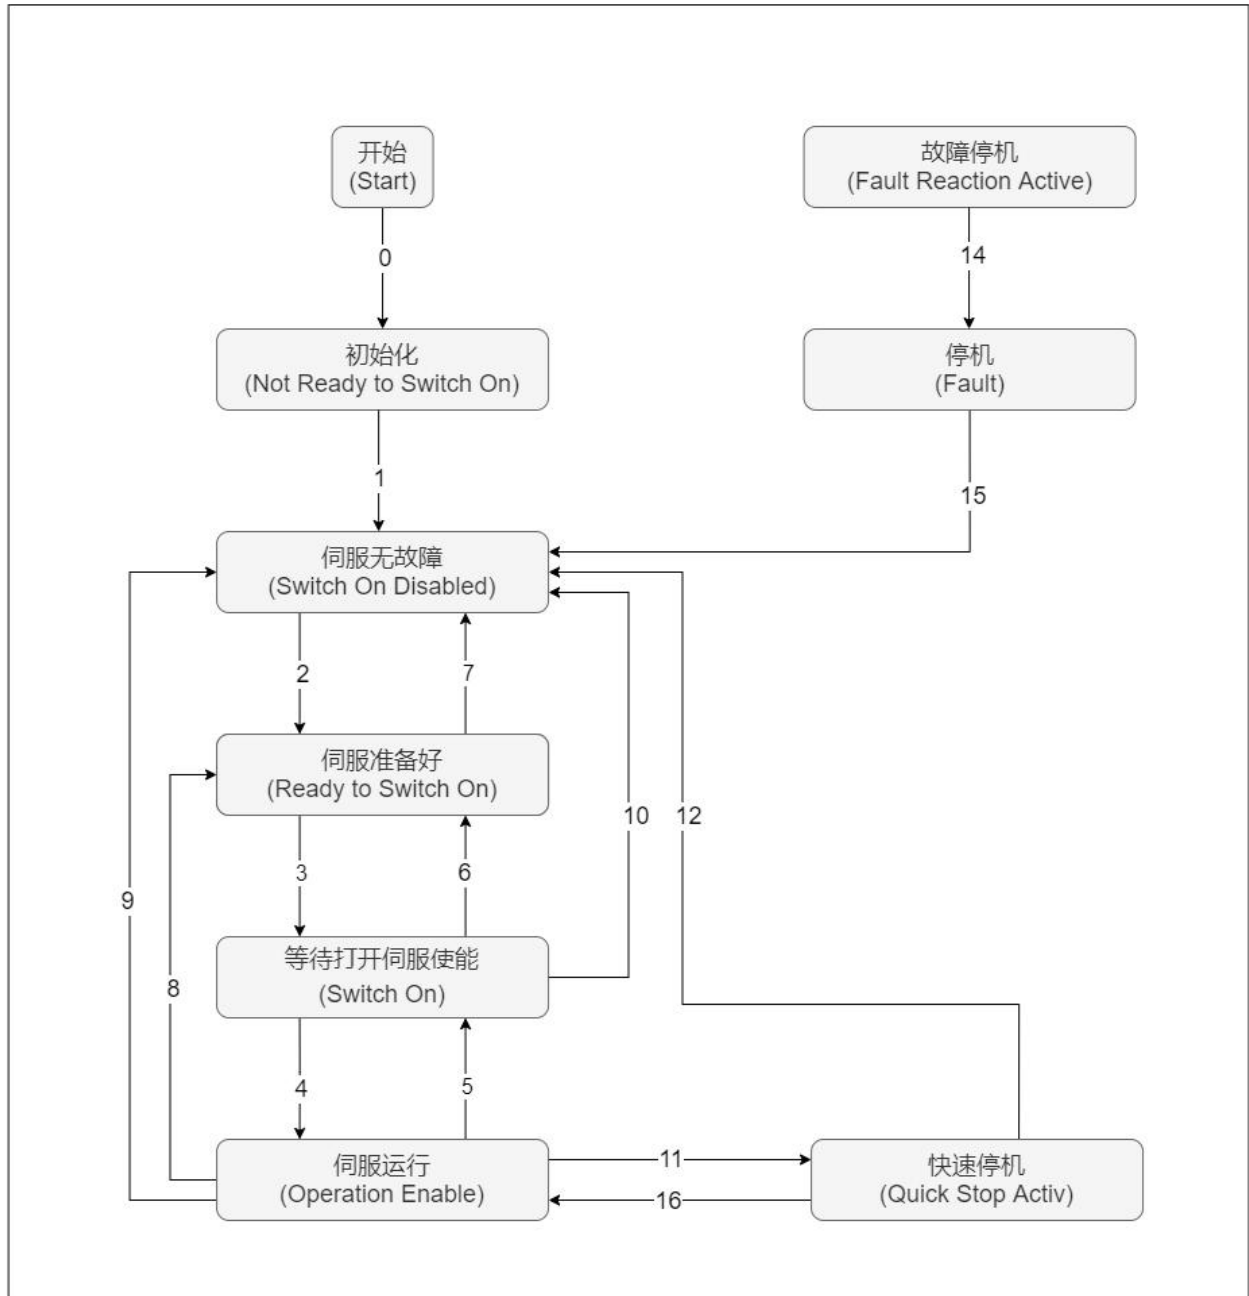 开始
(Start)
故障停机
(Fault Reaction Active)
0
14
初始化
(Not Ready to Switch On)
停机
(Fault)
1
15
伺服无故障
(Switch On Disabled)
2
7
伺服准备好
(Ready to Switch On)
10
12
3
6
9
等待打开伺服使能
(Switch On)
8
4
5
伺服运行
(Operation Enable)
11
16
快速停机
(Quick Stop Activ)